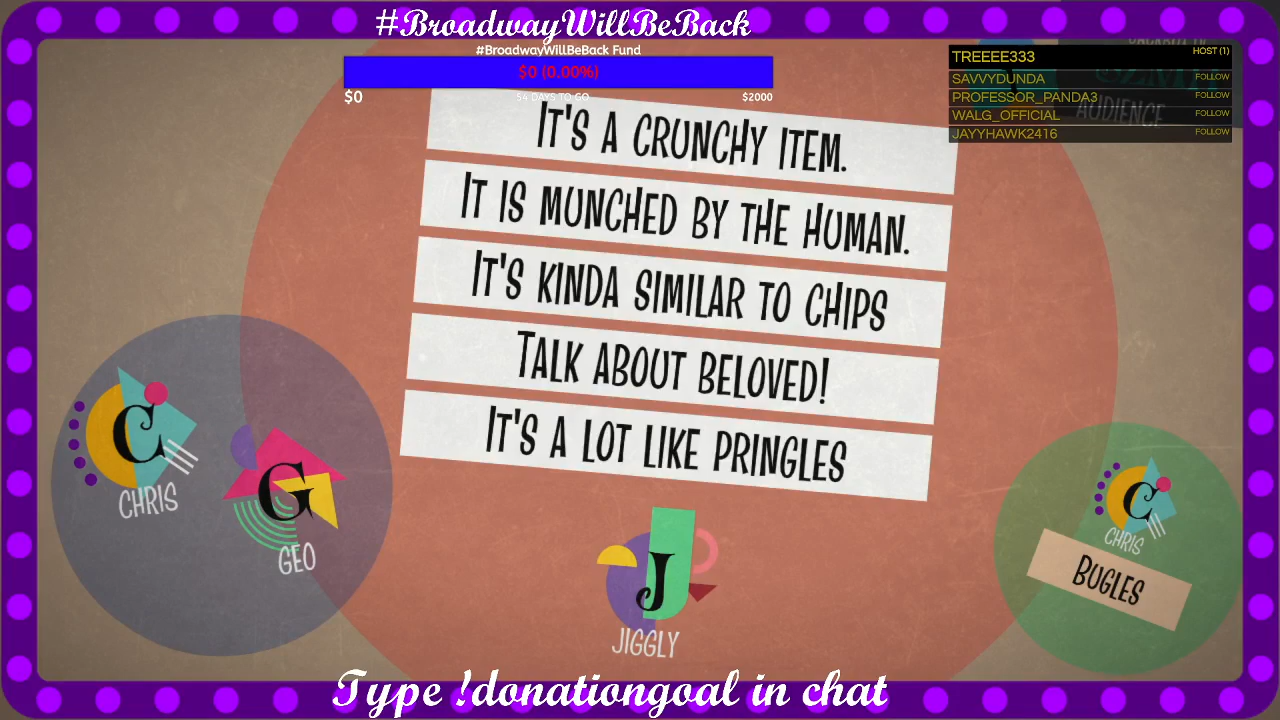 #BroadwayWillBeBack
#BroadwayWillBeBack Fund
$0 (0.00%)
$0
54 DAYS TO GO
$2000
TREEEE333
HOST (1)
SAVVYDUNDA
FOLLOW
PROFESSOR_PANDA3
FOLLOW
WALG_OFFICIAL
FOLLOW
JAYYHAWK2416
FOLLOW
AUDIENCE
IT'S A CRUNCHY ITEM.
IT IS MUNCHED BY THE HUMAN.
IT'S KINDA SIMILAR TO CHIPS
TALK ABOUT BELOVED!
IT'S A LOT LIKE PRINGLES
C
CHRIS
G
GEO
J
JIGGLY
C
CHRIS
BUGLES
Type !donationgoal in chat